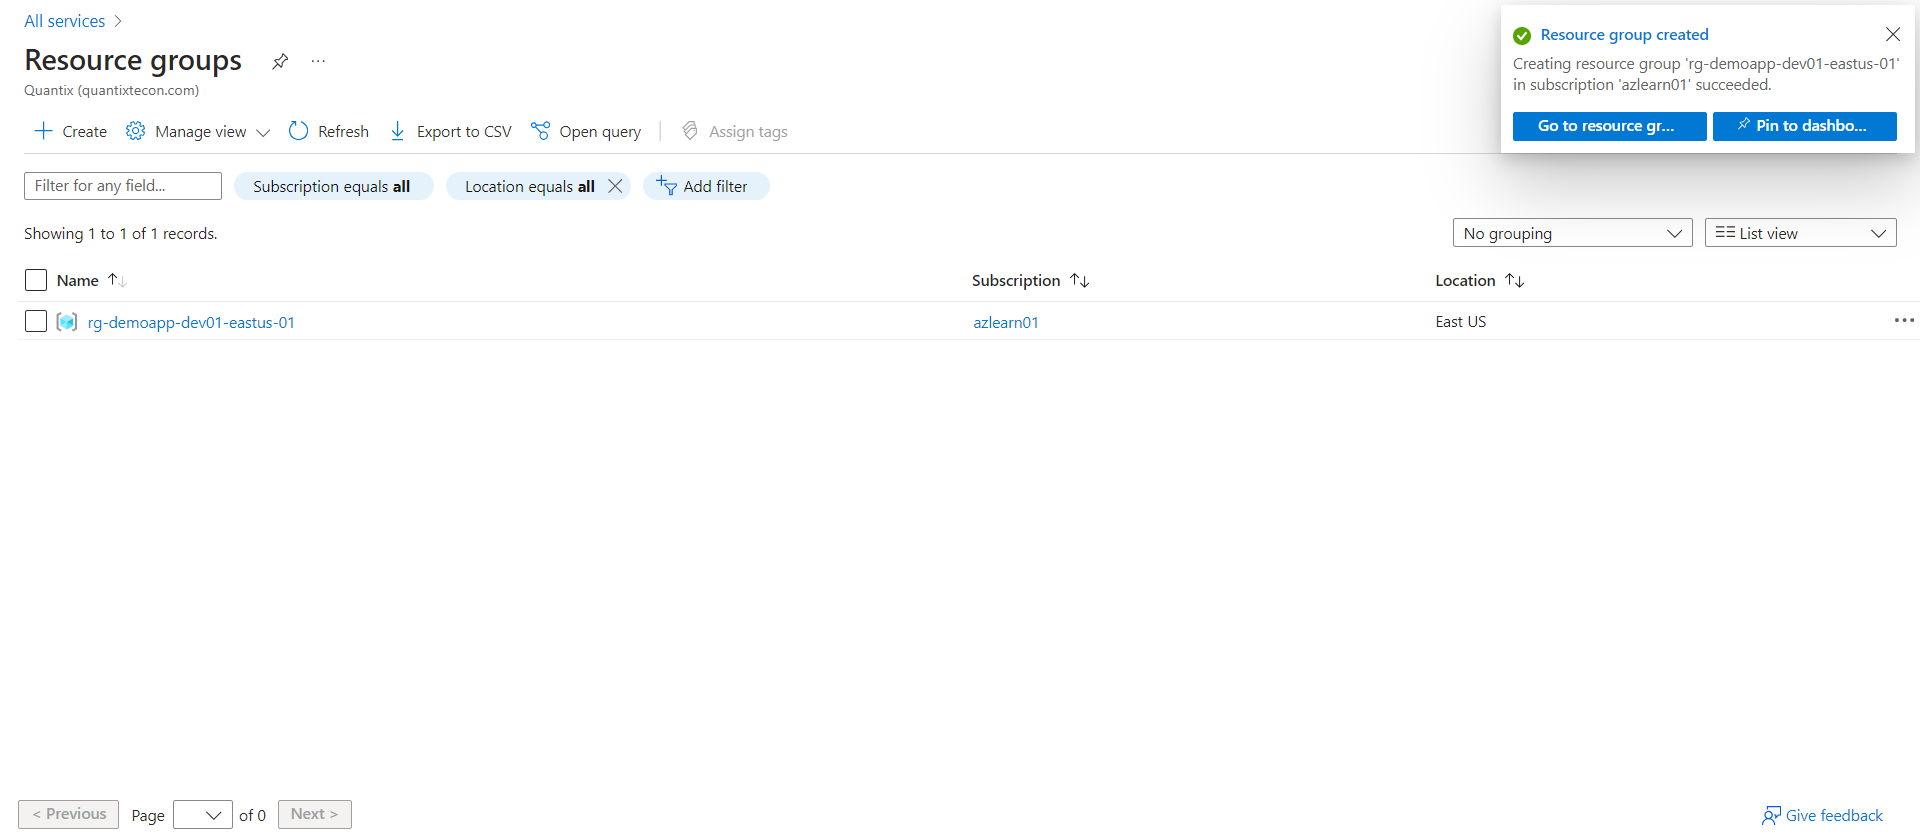 All services
Resource groups
Quantix (quantixtecon.com)
Resource group created
Creating resource group 'rg-demoapp-dev01-eastus-01'
in subscription 'azlearn01' succeeded.
Go to resource gr...
Pin to dashbo...
Create Manage view Refresh Export to CSV Open query Assign tags
Filter for any field... Subscription equals all Location equals all Add filter
Showing 1 to 1 of 1 records.
No grouping List view
Name Subscription Location
rg-demoapp-dev01-eastus-01 azlearn01 East US
< Previous Page of 0 Next > Give feedback